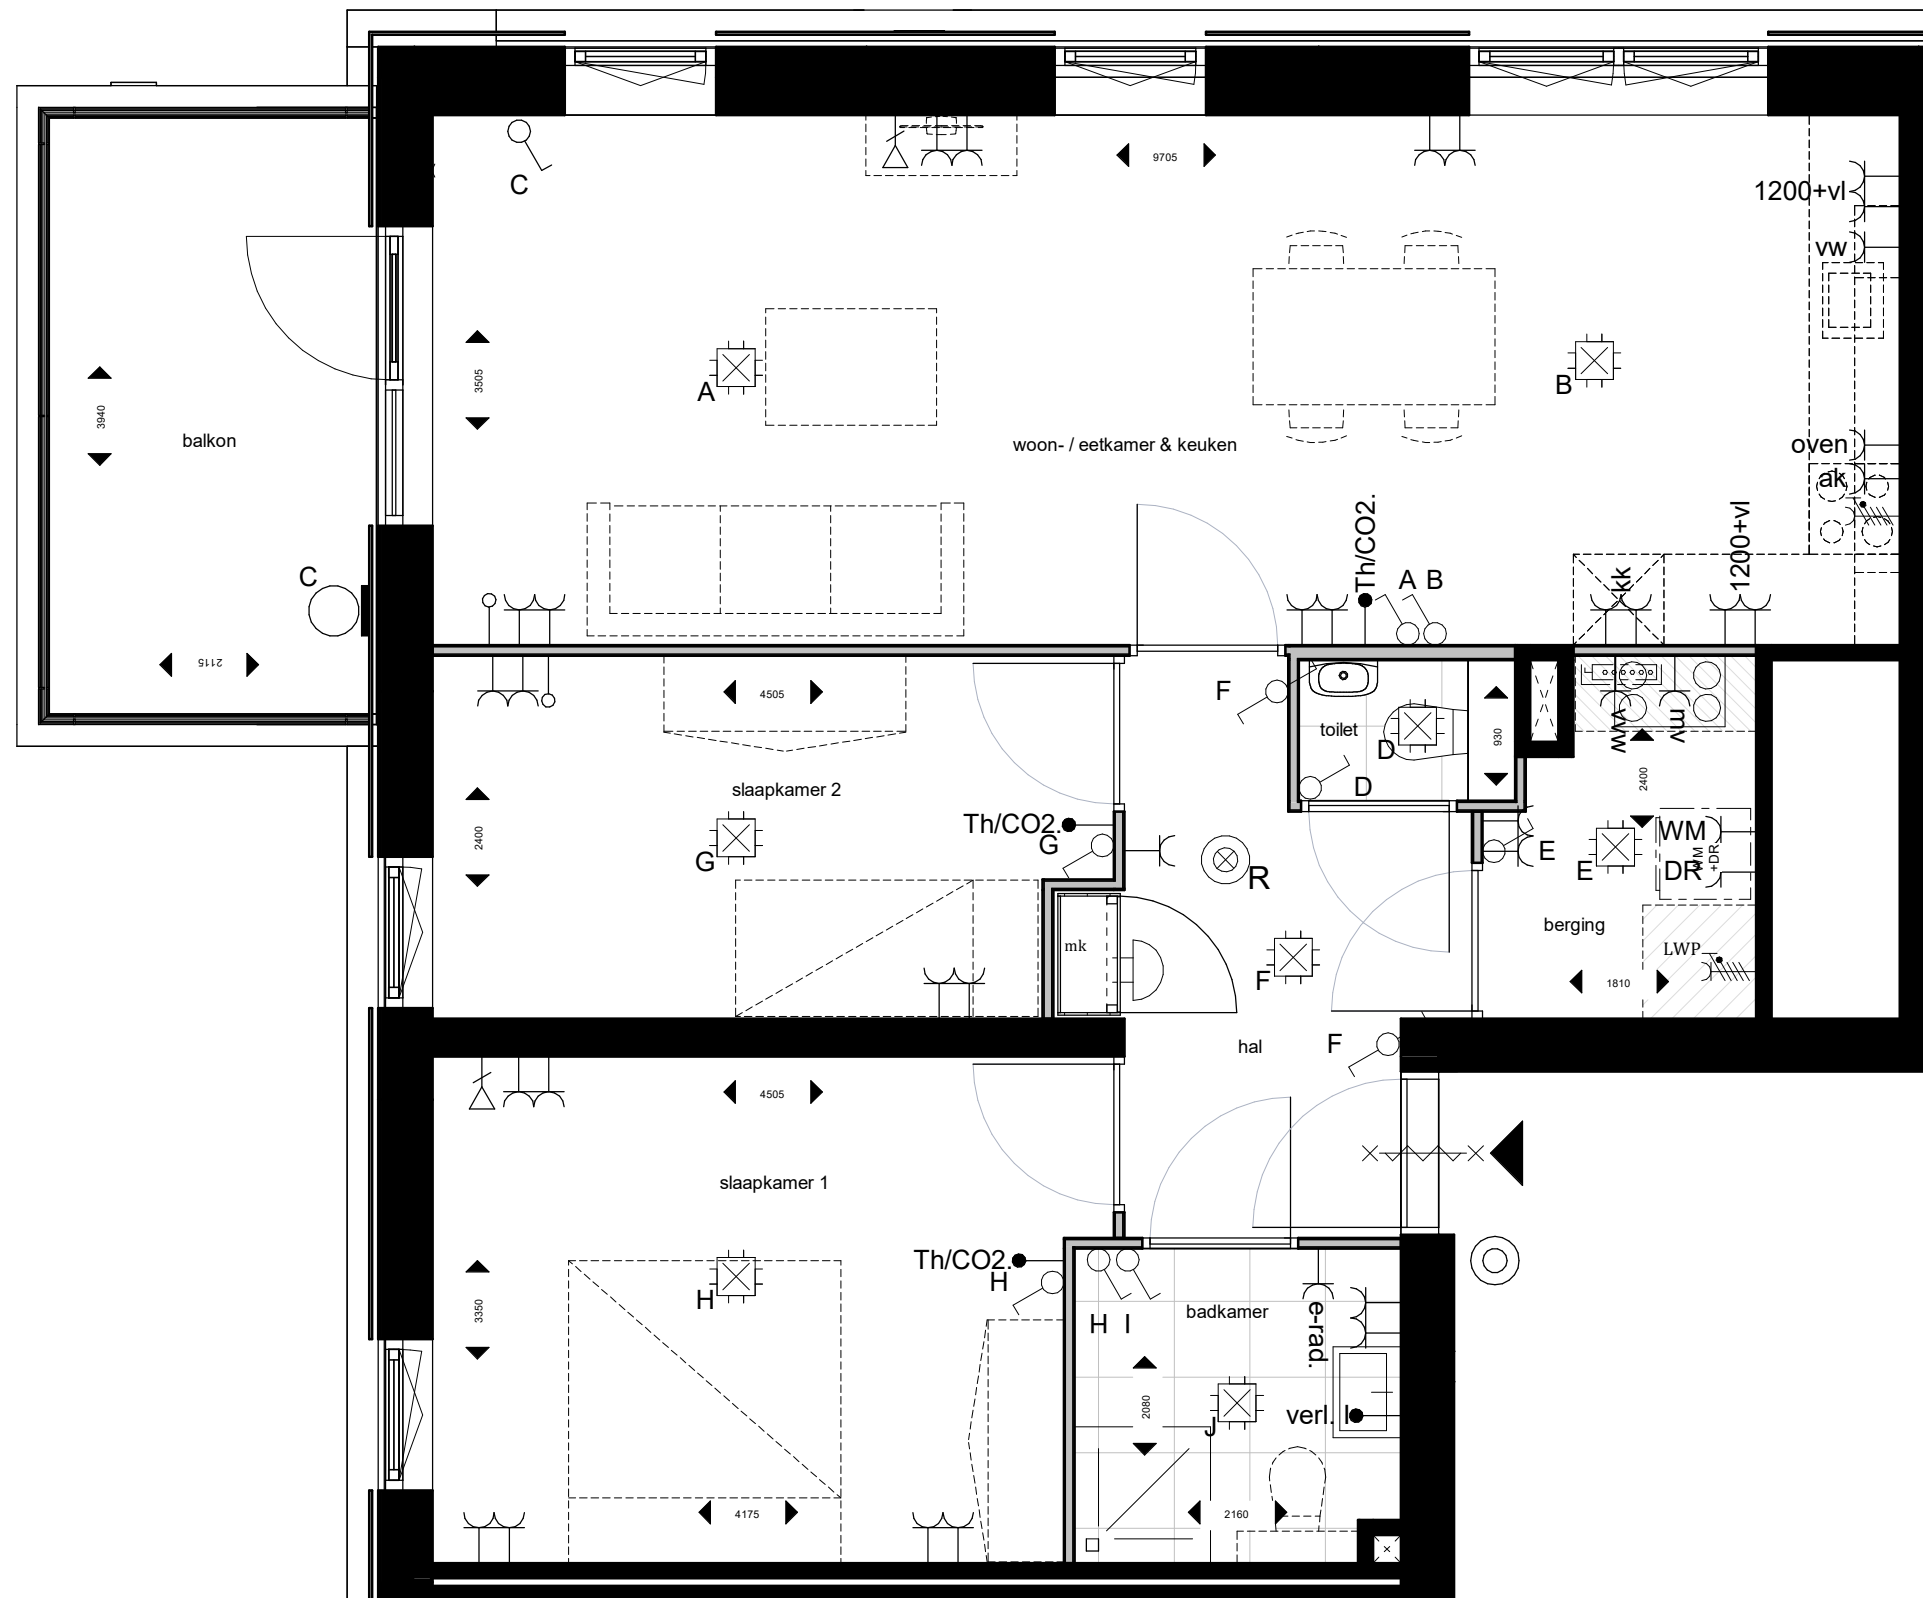 C
9705
1200+vl
vw
3505
3940
A
B
balkon
woon- / eetkamer & keuken
oven
ak
Th/CO2.
A B
kk
1200+vl
C
2115
4505
F
toilet
D
930
D
vw
mv
2400
slaapkamer 2
2400
Th/CO2.
G
G
R
E
E
WM
DR
WM
+DR
berging
mk
LWP
F
1810
hal
F
4505
slaapkamer 1
Th/CO2.
H
H
3350
H I
badkamer
e-rad.
2080
J
verl. I
4175
2160